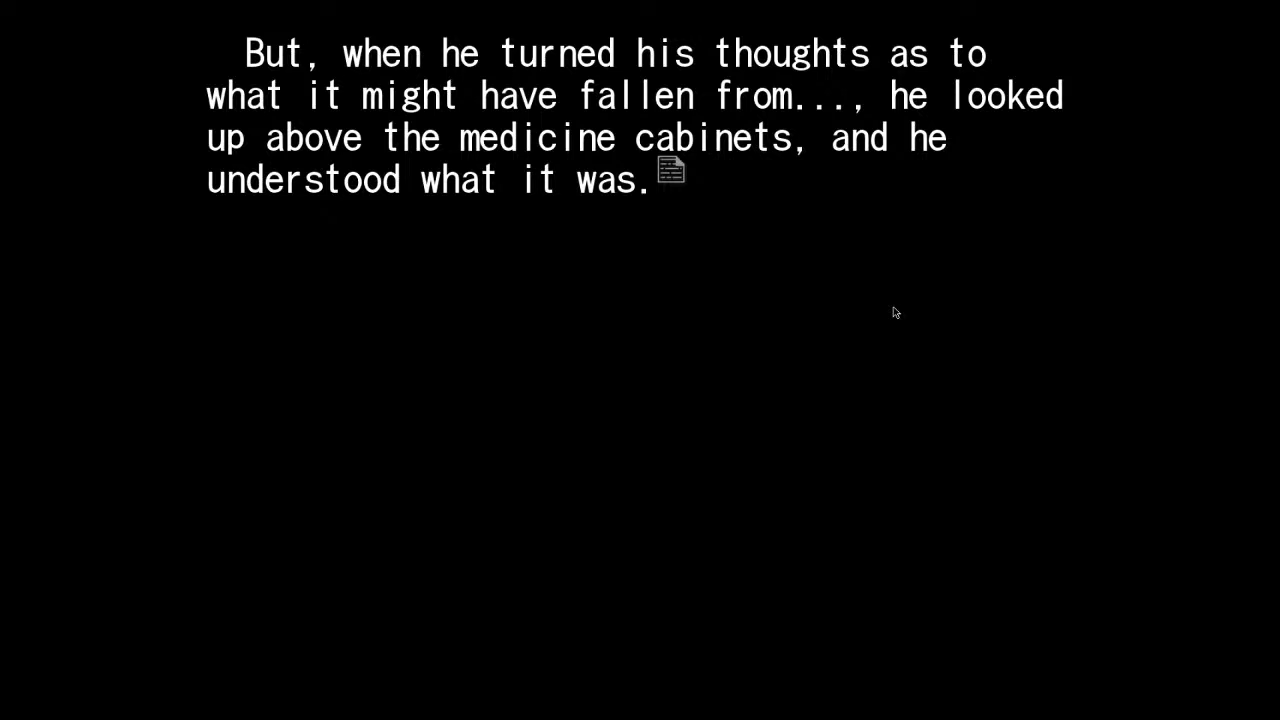 But, when he turned his thoughts as to
what it might have fallen from..., he looked
up above the medicine cabinets, and he
understood what it was.